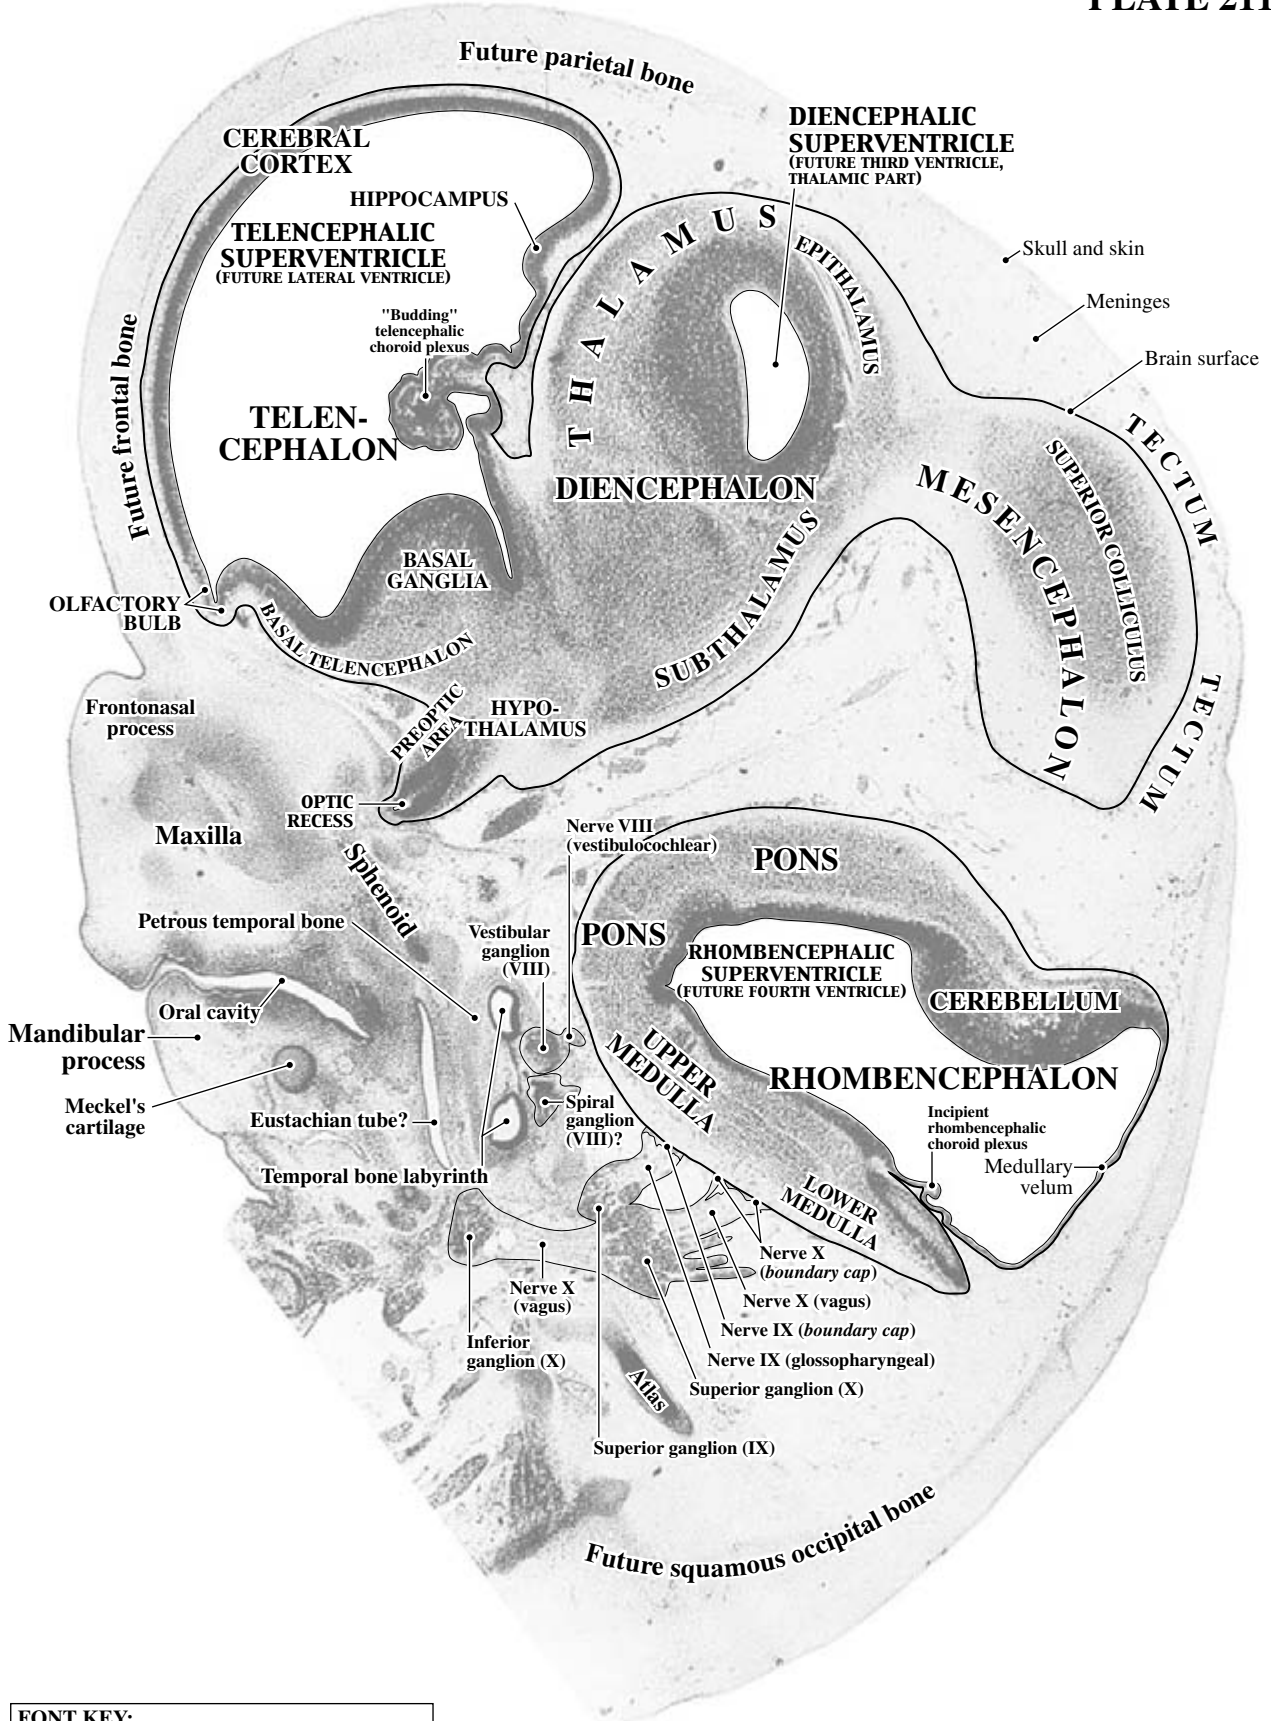 PLATE 211
Future parietal bone
CEREBRAL
CORTEX
DIENCEPHALIC
SUPERVENTRICLE
(FUTURE THIRD VENTRICLE,
THALAMIC PART)
HIPPOCAMPUS
TELENCEPHALIC
SUPERVENTRICLE
(FUTURE LATERAL VENTRICLE)
THALAMUS
EPITHALAMUS
Skull and skin
Meninges
Brain surface
"Budding"
telencephalic
choroid plexus
Future frontal bone
TELEN-
CEPHALON
DIENCEPHALON
MESENCEPHALON
SUPERIOR COLLICULUS
TECTUM
TECTUM
BASAL
GANGLIA
SUBTHALAMUS
OLFACTORY
BULB
BASAL TELENCEPHALON
Frontonasal
process
PREOPTIC
AREA
HYPO-
THALAMUS
OPTIC
RECESS
Maxilla
Sphenoid
Nerve VIII
(vestibulocochlear)
PONS
PONS
Petrous temporal bone
Vestibular
ganglion
(VIII)
RHOMBENCEPHALIC
SUPERVENTRICLE
(FUTURE FOURTH VENTRICLE)
CEREBELLUM
Oral cavity
Mandibular
process
UPPER
MEDULLA
RHOMBENCEPHALON
Meckel's
cartilage
Eustachian tube?
Spiral
ganglion
(VIII)?
Incipient
rhombencephalic
choroid plexus
Medullary
velum
Temporal bone labyrinth
LOWER
MEDULLA
Nerve X
(boundary cap)
Nerve X
(vagus)
Nerve X (vagus)
Nerve IX (boundary cap)
Inferior
ganglion (X)
Nerve IX (glossopharyngeal)
Superior ganglion (X)
Atlas
Superior ganglion (IX)
Future squamous occipital bone
FONT KEY: